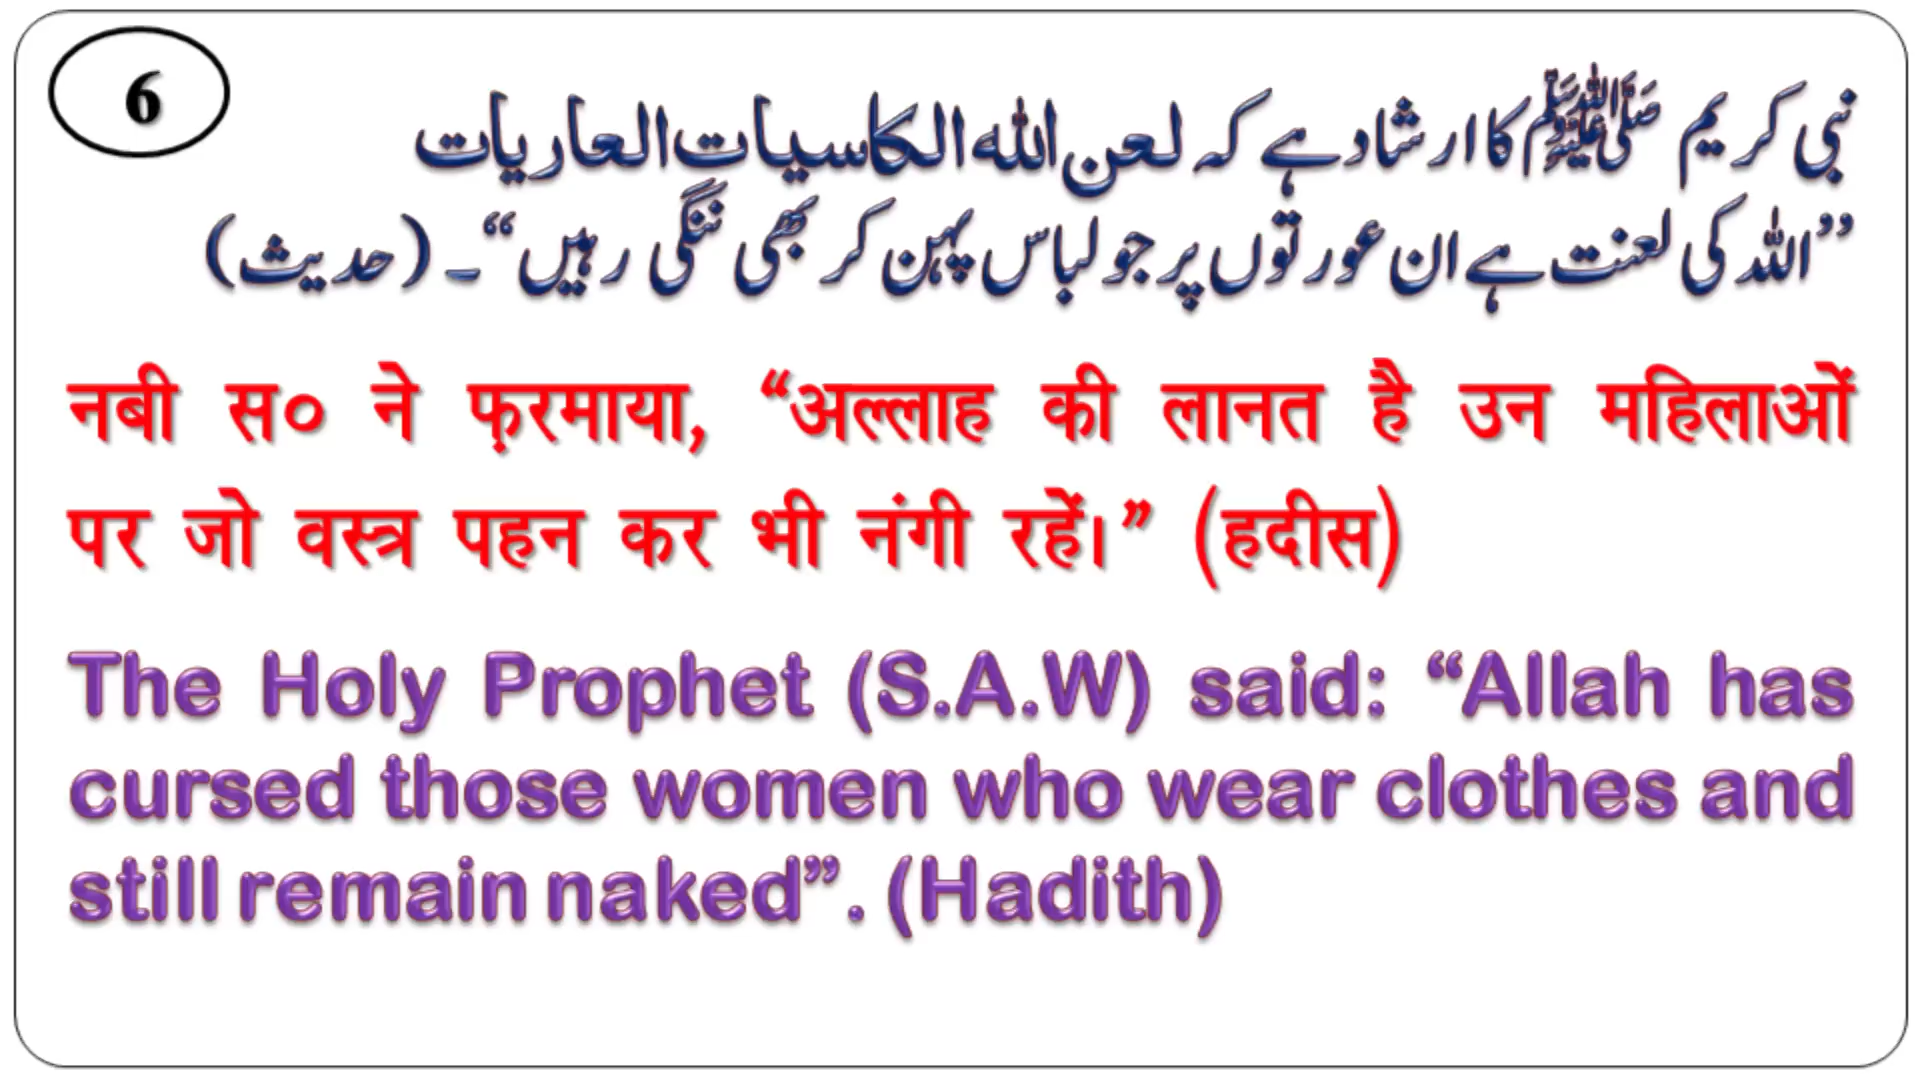 6
نبی کریم ﷺ کا ارشاد ہے کہ لعن اللہ الکاسیات العاریات
”اللہ کی لعنت ہے ان عورتوں پر جو لباس پہن کر بھی ننگی رہیں“۔ (حدیث)
नबी स० ने फ़रमाया, “अल्लाह की लानत है उन महिलाओं
पर जो वस्त्र पहन कर भी नंगी रहें।” (हदीस)
The Holy Prophet (S.A.W) said: “Allah has
cursed those women who wear clothes and
still remain naked”. (Hadith)